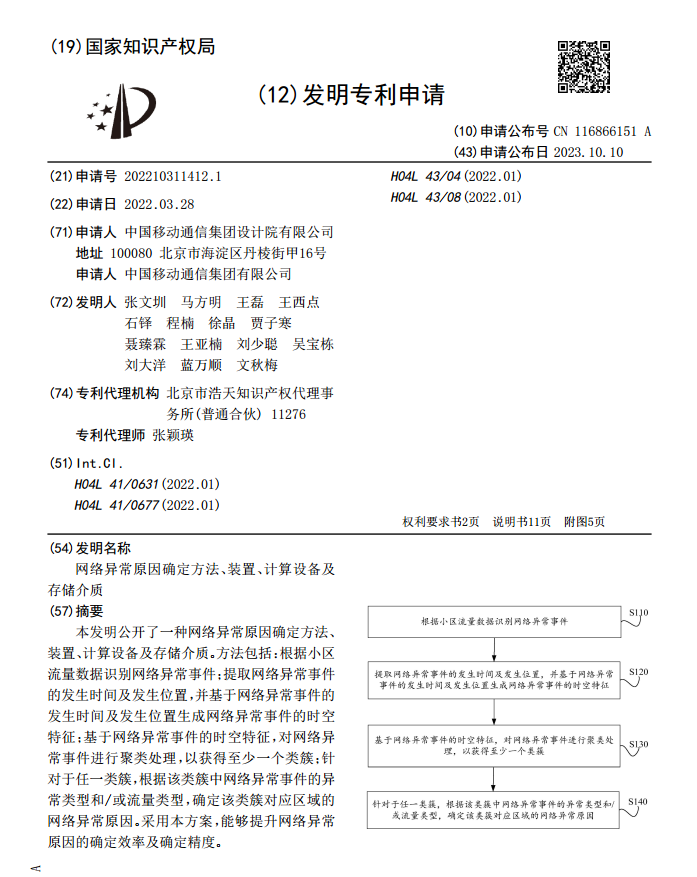 (19)国家知识产权局
(12)发明专利申请
(10)申请公布号 CN 116866151 A
(43)申请公布日 2023.10.10
(21)申请号 202210311412.1
(22)申请日 2022.03.28
(71)申请人 中国移动通信集团设计院有限公司
地址 100080 北京市海淀区丹棱街甲16号
申请人 中国移动通信集团有限公司
(72)发明人 张文圳 马方明 王磊 王西点
石铎 程楠 徐晶 贾子寒
聂臻霖 王亚楠 刘少聪 吴宝栋
刘大洋 蓝万顺 文秋梅
(74)专利代理机构 北京市浩天知识产权代理事
务所(普通合伙) 11276
专利代理师 张颖瑛
(51)Int.Cl.
H04L 41/0631(2022.01)
H04L 41/0677(2022.01)
H04L 43/04(2022.01)
H04L 43/08(2022.01)
权利要求书2页 说明书11页 附图5页
(54)发明名称
网络异常原因确定方法、装置、计算设备及
存储介质
(57)摘要
本发明公开了一种网络异常原因确定方法、
装置、计算设备及存储介质。方法包括:根据小区
流量数据识别网络异常事件;提取网络异常事件
的发生时间及发生位置,并基于网络异常事件的
发生时间及发生位置生成网络异常事件的时空
特征;基于网络异常事件的时空特征,对网络异
常事件进行聚类处理,以获得至少一个类簇;针
对于任一类簇,根据该类簇中网络异常事件的异
常类型和/或流量类型,确定该类簇对应区域的
网络异常原因。采用本方案,能够提升网络异常
原因的确定效率及确定精度。
S110
根据小区流量数据识别网络异常事件
S120
提取网络异常事件的发生时间及发生位置，并基于网络异常
事件的发生时间及发生位置生成网络异常事件的时空特征
S130
基于网络异常事件的时空特征，对网络异常事件进行聚类处
理，以获得至少一个类簇
S140
针对于任一类簇，根据该类簇中网络异常事件的异常类型和/
或流量类型，确定该类簇对应区域的网络异常原因
A